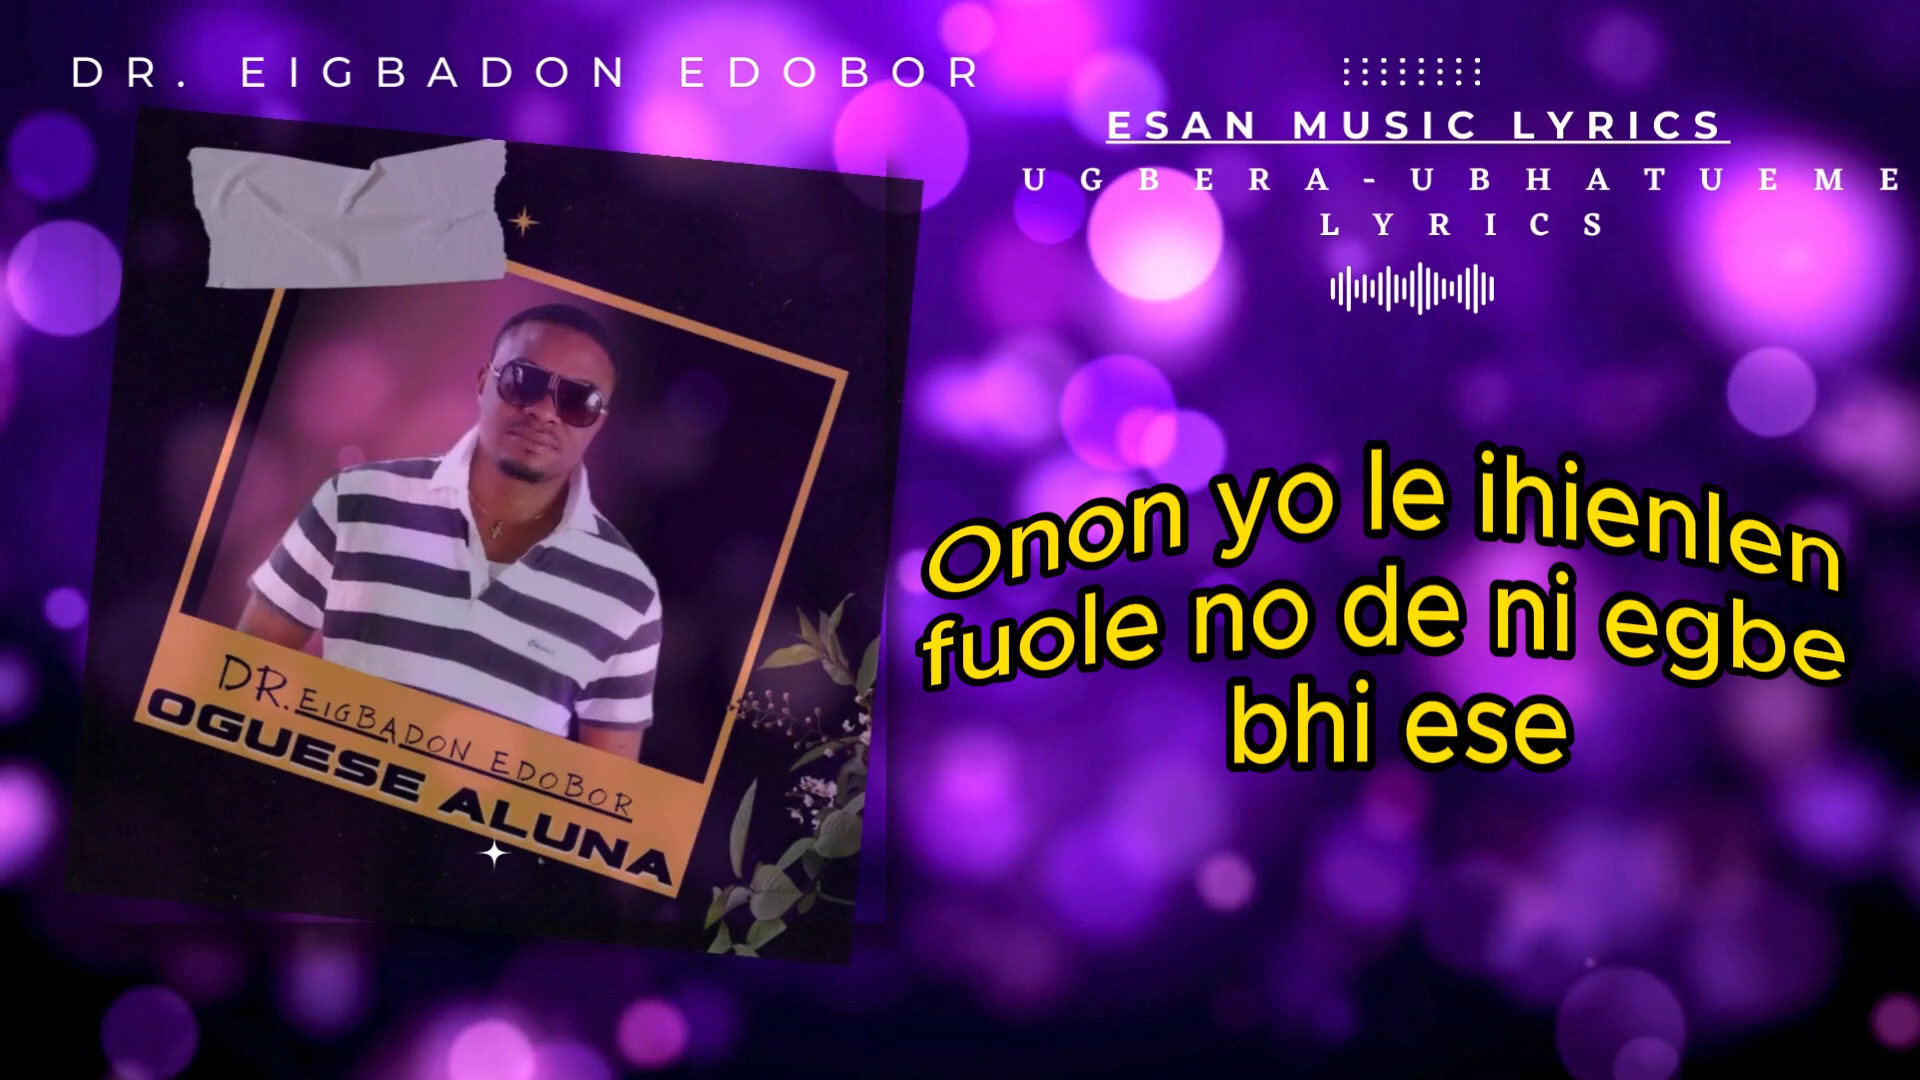 DR. EIGBADON EDOBOR
ESAN MUSIC LYRICS
UGBERA-UBHATUEME
LYRICS
DR. EIGBADON EDOBOR
OGUESE ALUNA
Onon yo le ihienlen
fuole no de ni egbe
bhi ese